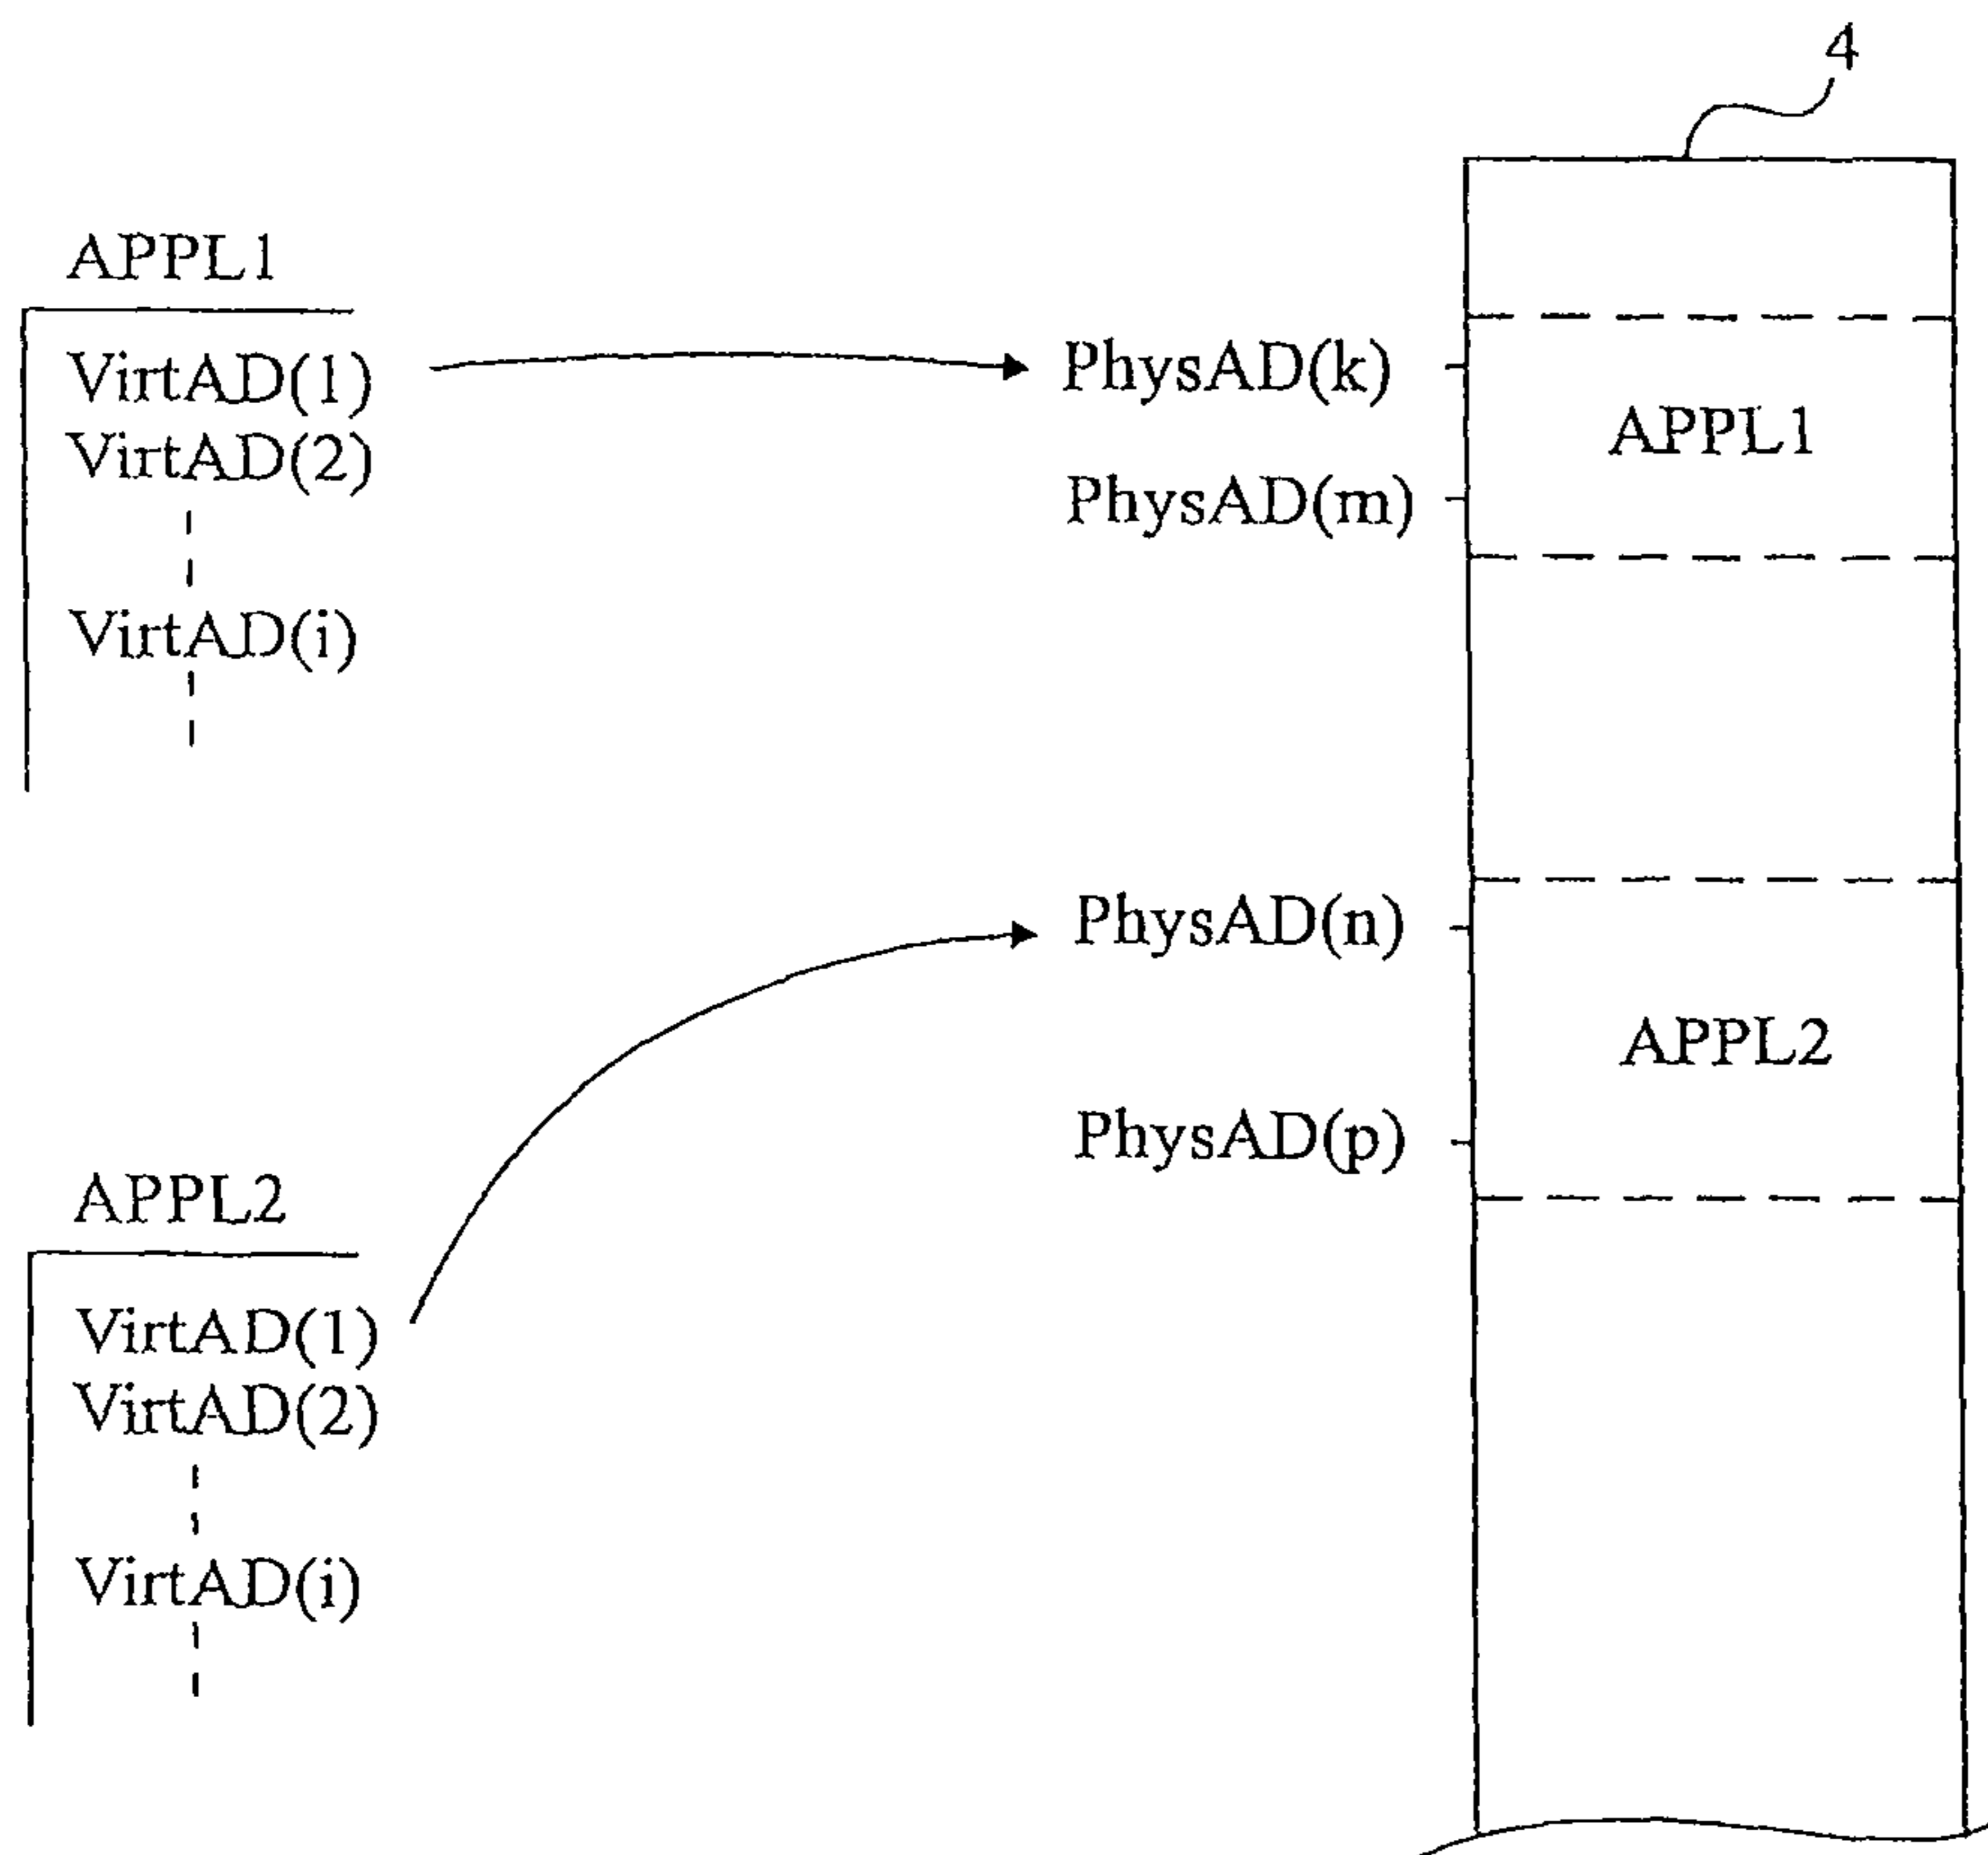 4
APPL1
VirtAD(1)
VirtAD(2)
VirtAD(i)
PhysAD(k)
PhysAD(m)
APPL1
PhysAD(n)
PhysAD(p)
APPL2
APPL2
VirtAD(1)
VirtAD(2)
VirtAD(i)